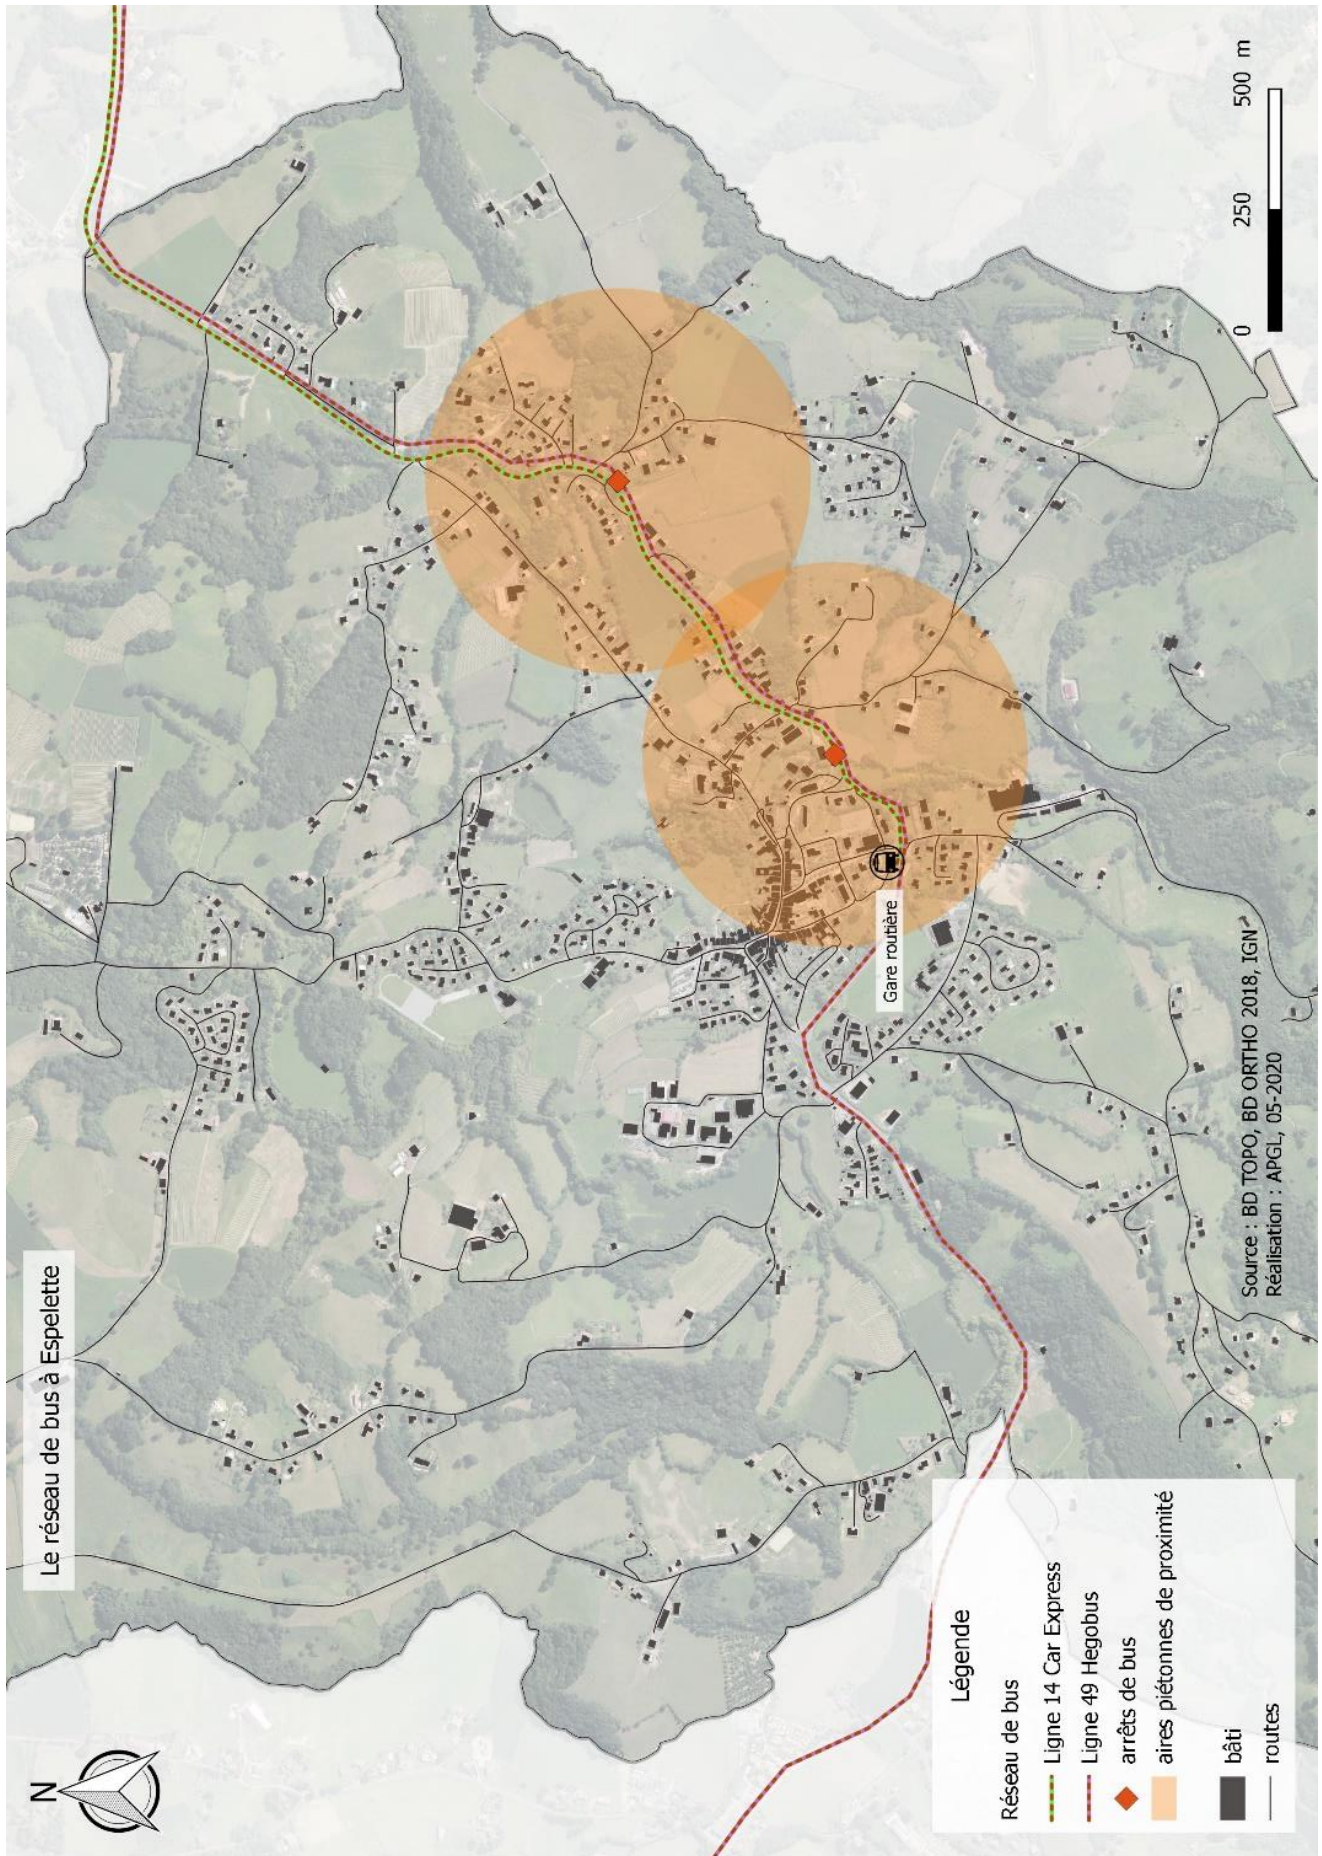 Le réseau de bus à Espelette
N
Gare routière
Légende
Réseau de bus
Ligne 14 Car Express
Ligne 49 Hegobus
arrêts de bus
aires piétonnes de proximité
bâti
routes
Source : BD TOPO, BD ORTHO 2018, IGN
Réalisation : APGL, 05-2020
0 250 500 m